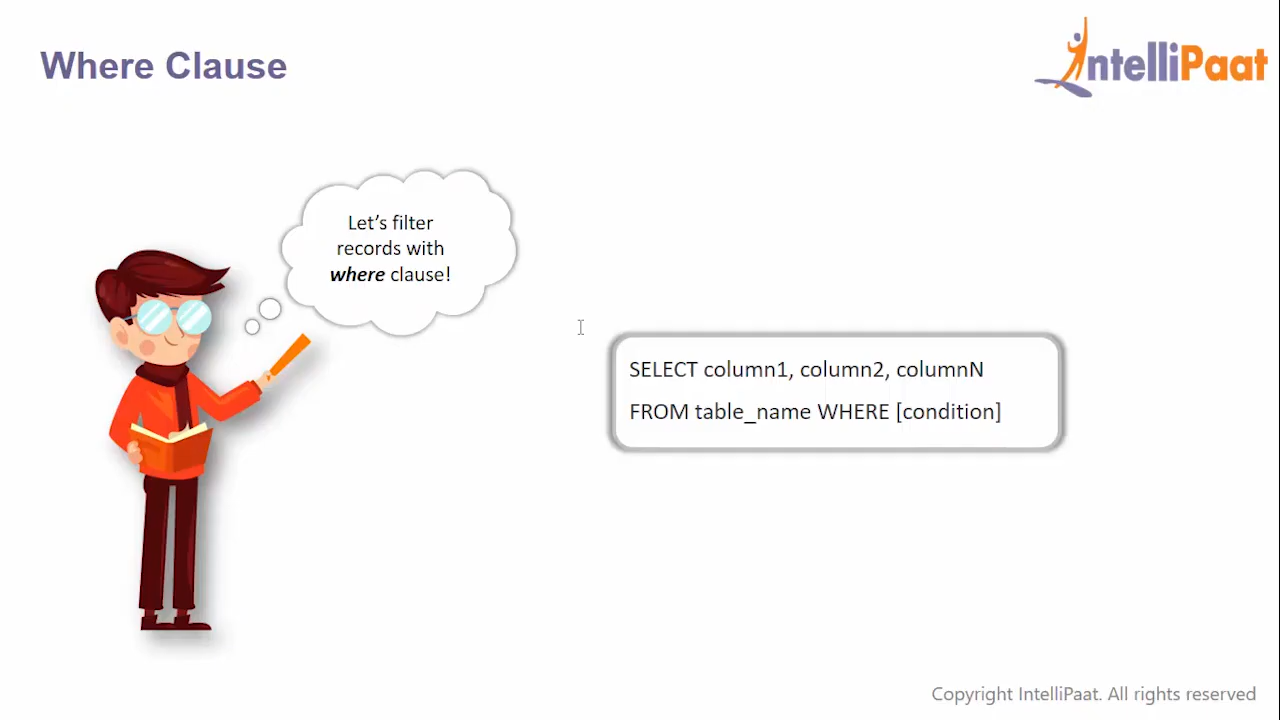 Where Clause
IntelliPaat
Let’s filter
records with
where clause!
SELECT column1, column2, columnN
FROM table_name WHERE [condition]
Copyright IntelliPaat. All rights reserved